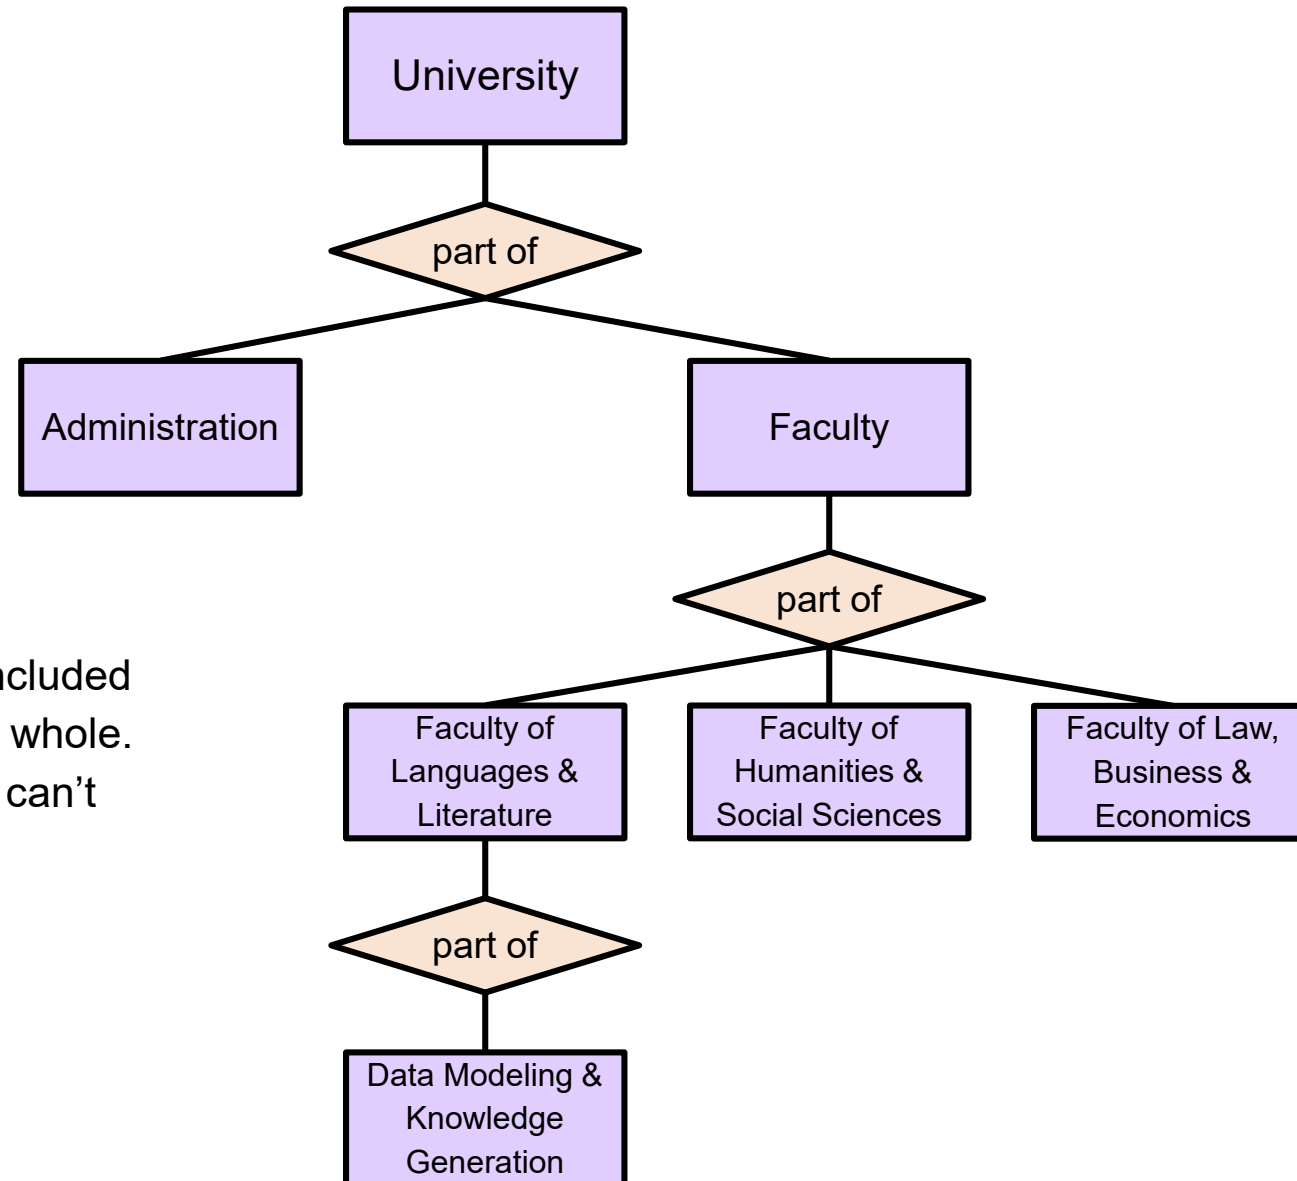 University
part of
Administration
Faculty
part of
ncluded
whole.
can't
Faculty of
Languages &
Literature
Faculty of
Humanities &
Social Sciences
Faculty of Law,
Business &
Economics
part of
Data Modeling &
Knowledge
Generation